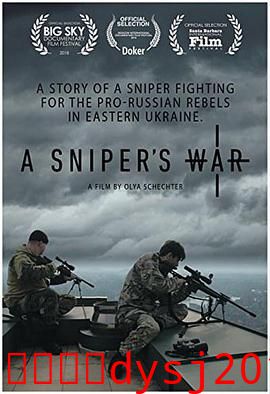 OFFICIAL SELECTION
BIG SKY
DOCUMENTARY
FILM FESTIVAL
2018
OFFICIAL
SELECTION
Doker
OFFICIAL SELECTION
Santa Barbara
INTERNATIONAL
Film
FESTIVAL
A STORY OF A SNIPER FIGHTING
FOR THE PRO-RUSSIAN REBELS
IN EASTERN UKRAINE.
A SNIPER'S WAR
A FILM BY OLYA SCHECHTER
dysj20